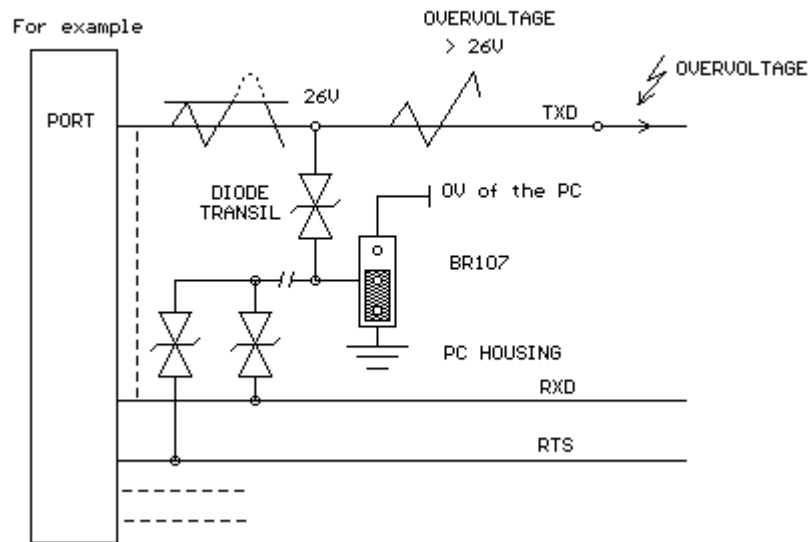 For example
OVERVOLTAGE
> 26V
OVERVOLTAGE
PORT
26V
TXD
DIODE
TRANSIL
0V of the PC
BR107
PC HOUSING
RXD
RTS